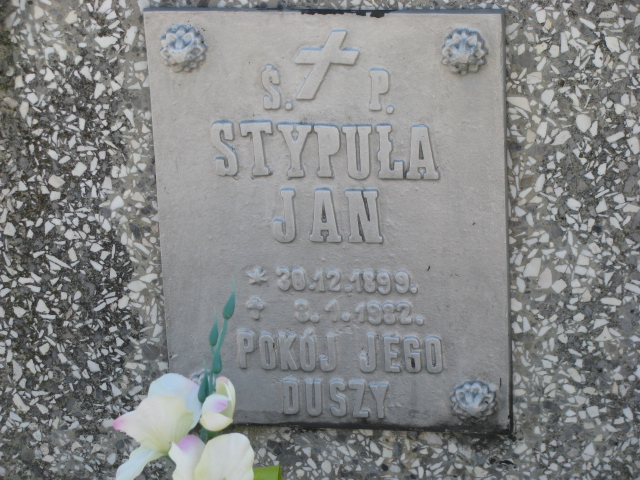 Ś. P.
STYPUŁA
JAN
* 30.12.1899.
✝ 3.1.1982.
POKÓJ JEGO
DUSZY